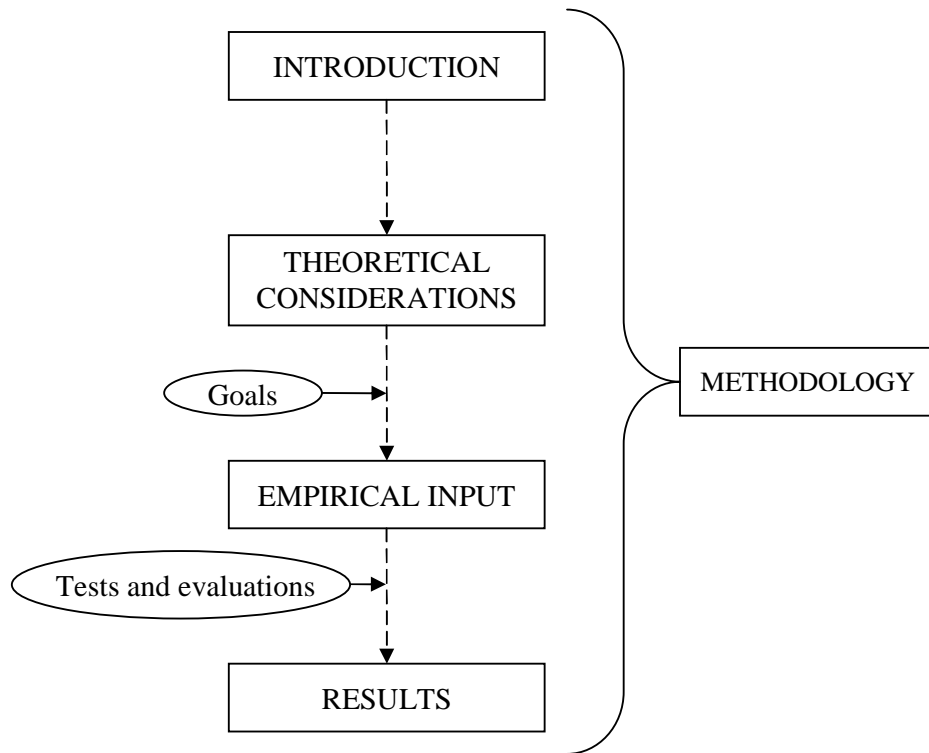 INTRODUCTION
THEORETICAL
CONSIDERATIONS
METHODOLOGY
Goals
EMPIRICAL INPUT
Tests and evaluations
RESULTS